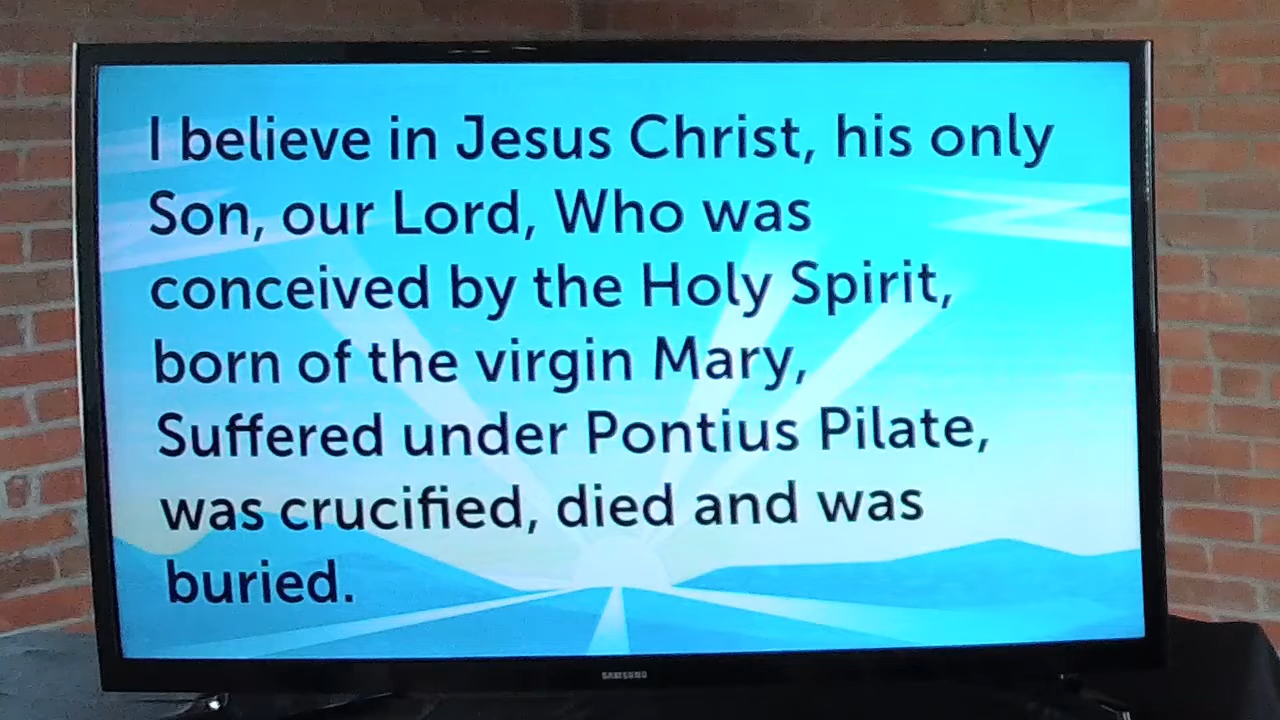 I believe in Jesus Christ, his only
Son, our Lord, Who was
conceived by the Holy Spirit,
born of the virgin Mary,
Suffered under Pontius Pilate,
was crucified, died and was
buried.
SAMSUNG